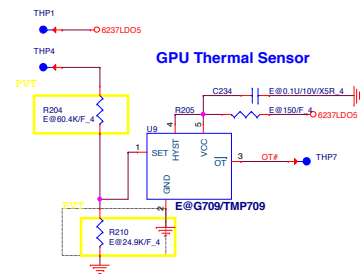 THP1
6237LDO5
THP4
GPU Thermal Sensor
PVT
C234
E@0.1U/10V/X5R_4
R204
E@60.4K/F_4
R205
E@150/F_4
6237LDO5
U9
4
5
HYST
VCC
1
SET
OT
3
OT#
THP7
GND
2
E@G709/TMP709
PVT
R210
E@24.9K/F_4